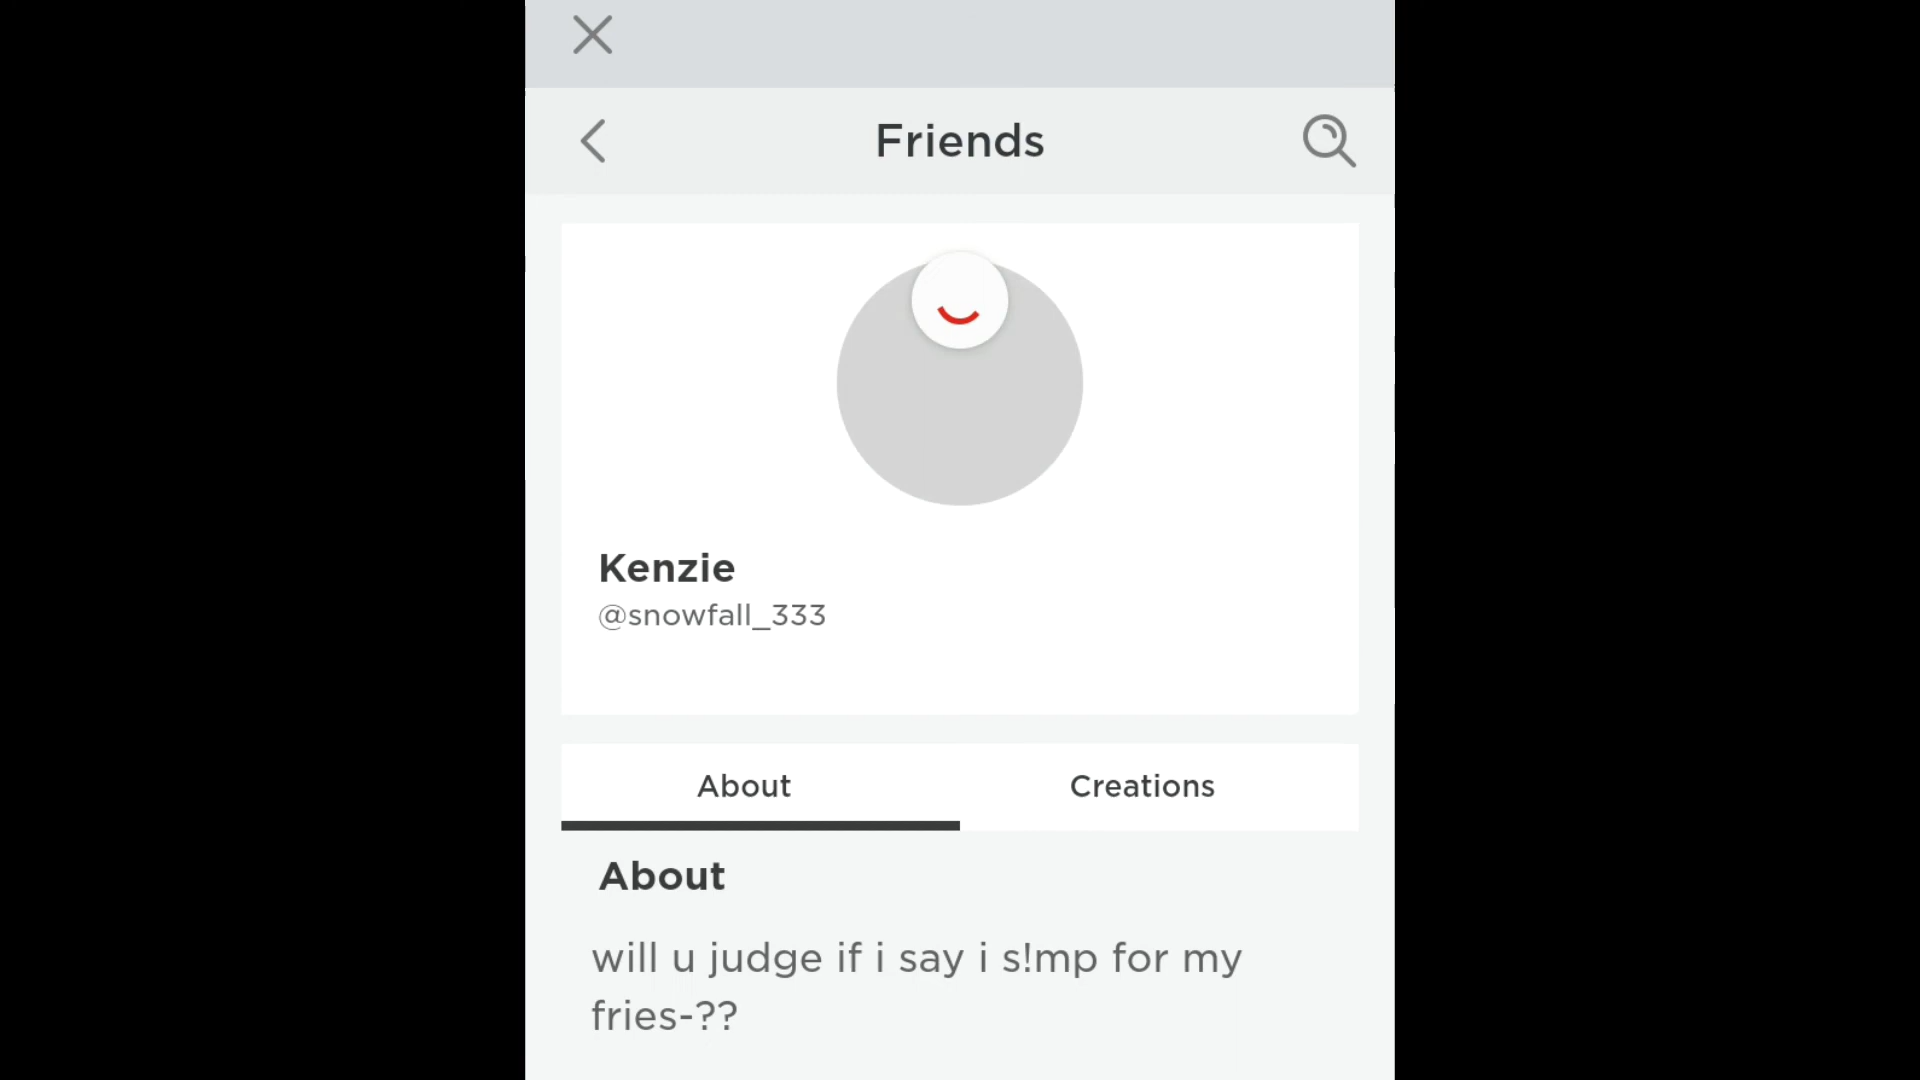 Friends
Kenzie
@snowfall_333
About
Creations
About
will u judge if i say i s!mp for my
fries-??